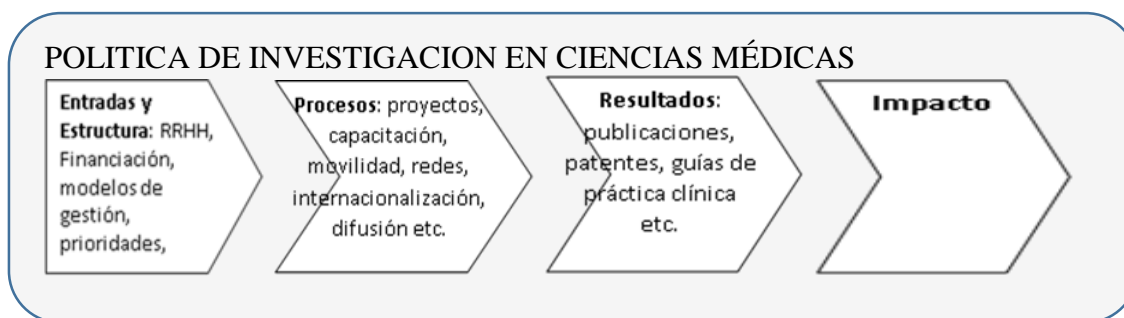 POLITICA DE INVESTIGACION EN CIENCIAS MÉDICAS
Entradas y
Estructura: RRHH,
Financiación,
modelos de
gestión,
prioridades,
Procesos: proyectos,
capacitación,
movilidad, redes,
internacionalización,
difusión etc.
Resultados:
publicaciones,
patentes, guías de
práctica clínica
etc.
Impacto